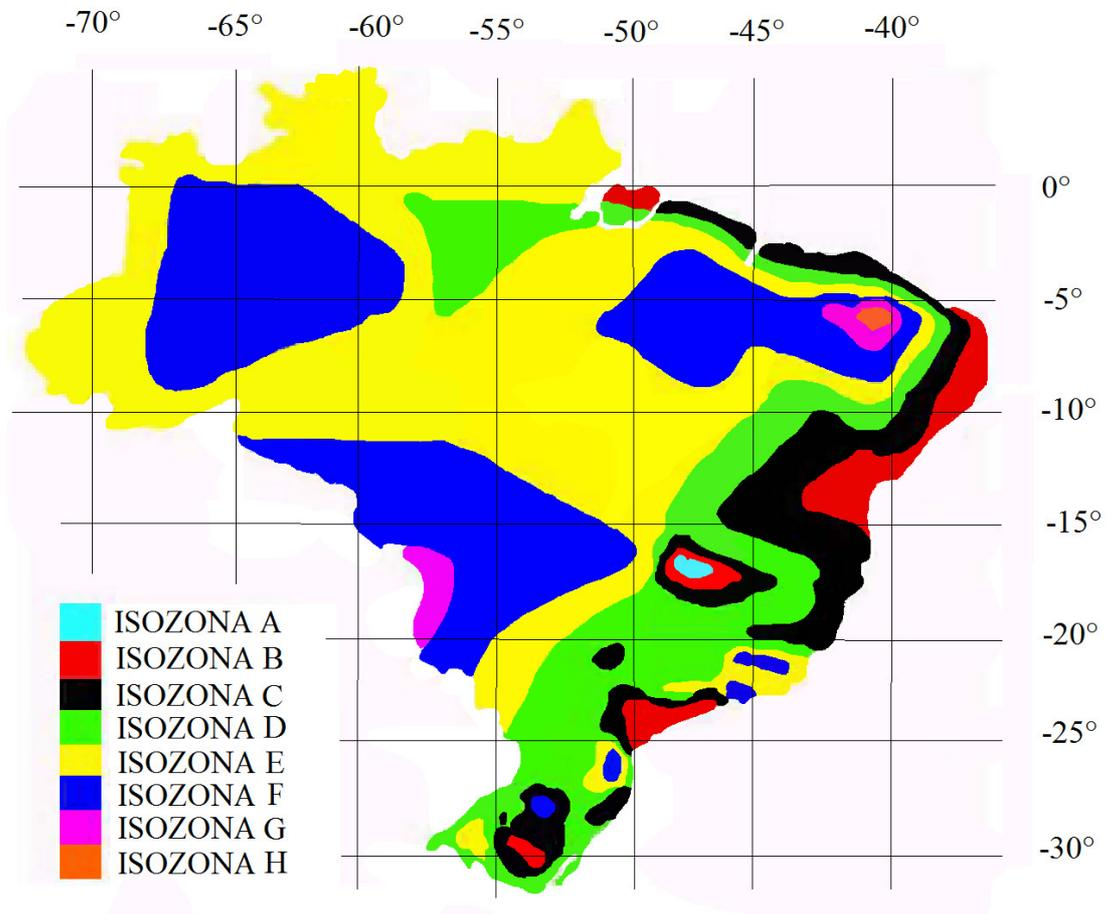 -70° -65° -60° -55° -50° -45° -40°
0°
-5°
-10°
-15°
-20°
-25°
-30°
ISOZONA A
ISOZONA B
ISOZONA C
ISOZONA D
ISOZONA E
ISOZONA F
ISOZONA G
ISOZONA H